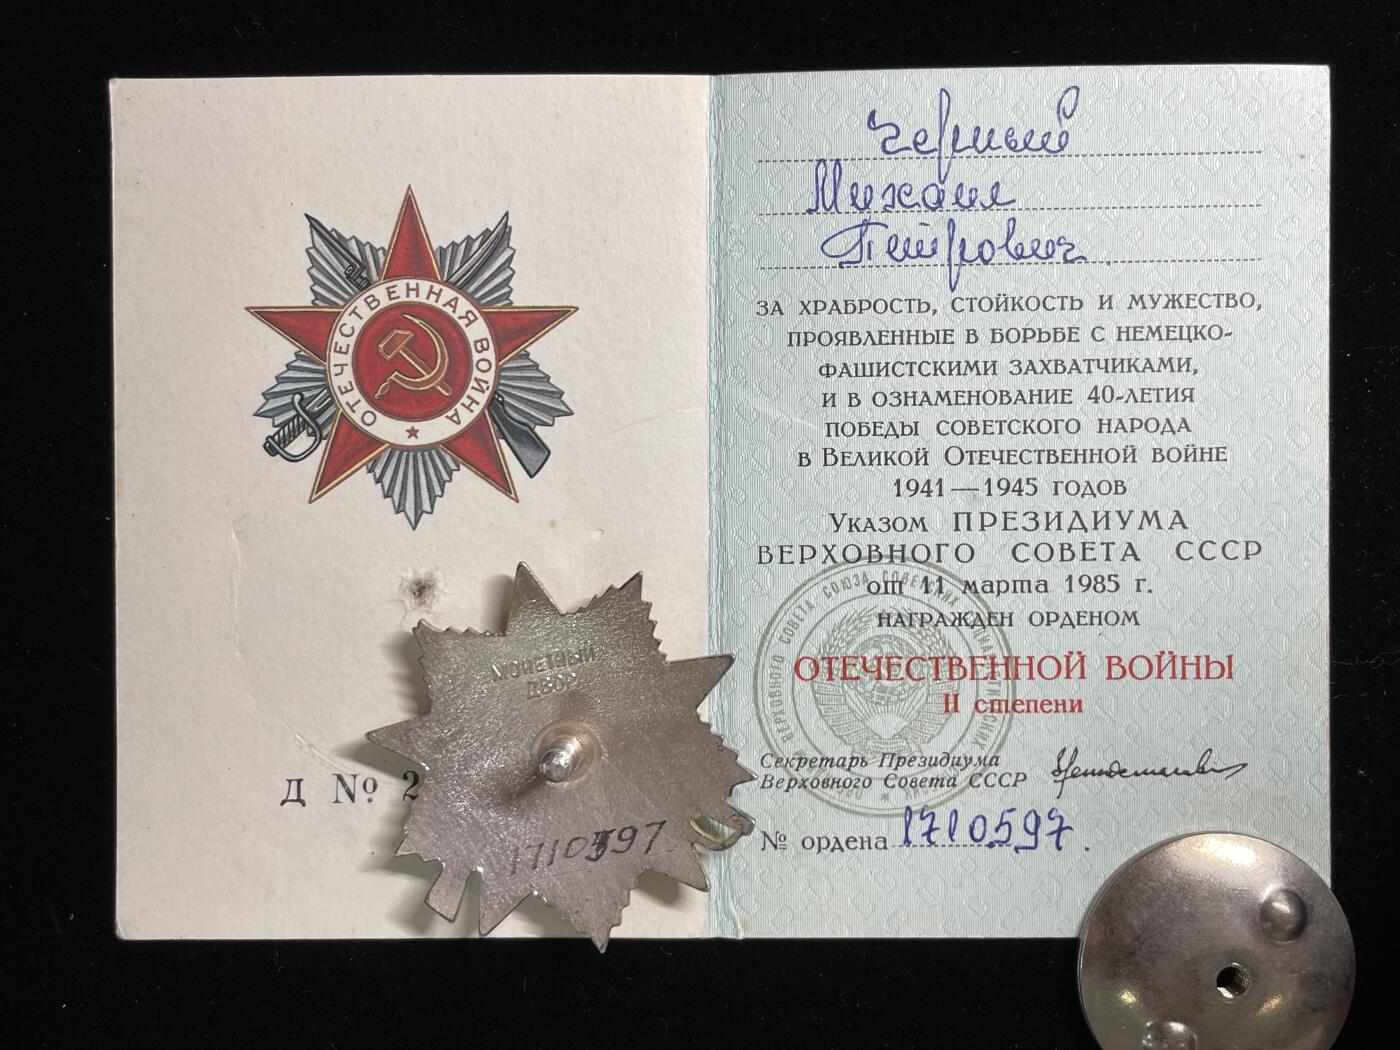 ОТЕЧЕСТВЕННАЯ ВОЙНА
Д № 2
МОНЕТНЫЙ
ДВОР
1710597
Черный
Михаил
Петрович
ЗА ХРАБРОСТЬ, СТОЙКОСТЬ И МУЖЕСТВО,
ПРОЯВЛЕННЫЕ В БОРЬБЕ С НЕМЕЦКО-
ФАШИСТСКИМИ ЗАХВАТЧИКАМИ,
И В ОЗНАМЕНОВАНИЕ 40-ЛЕТИЯ
ПОБЕДЫ СОВЕТСКОГО НАРОДА
В ВЕЛИКОЙ ОТЕЧЕСТВЕННОЙ ВОЙНЕ
1941—1945 ГОДОВ
УКАЗОМ ПРЕЗИДИУМА
ВЕРХОВНОГО СОВЕТА СССР
от 11 марта 1985 г.
НАГРАЖДЕН ОРДЕНОМ
ОТЕЧЕСТВЕННОЙ ВОЙНЫ
II степени
Секретарь Президиума
Верховного Совета СССР
№ ордена 1710597.